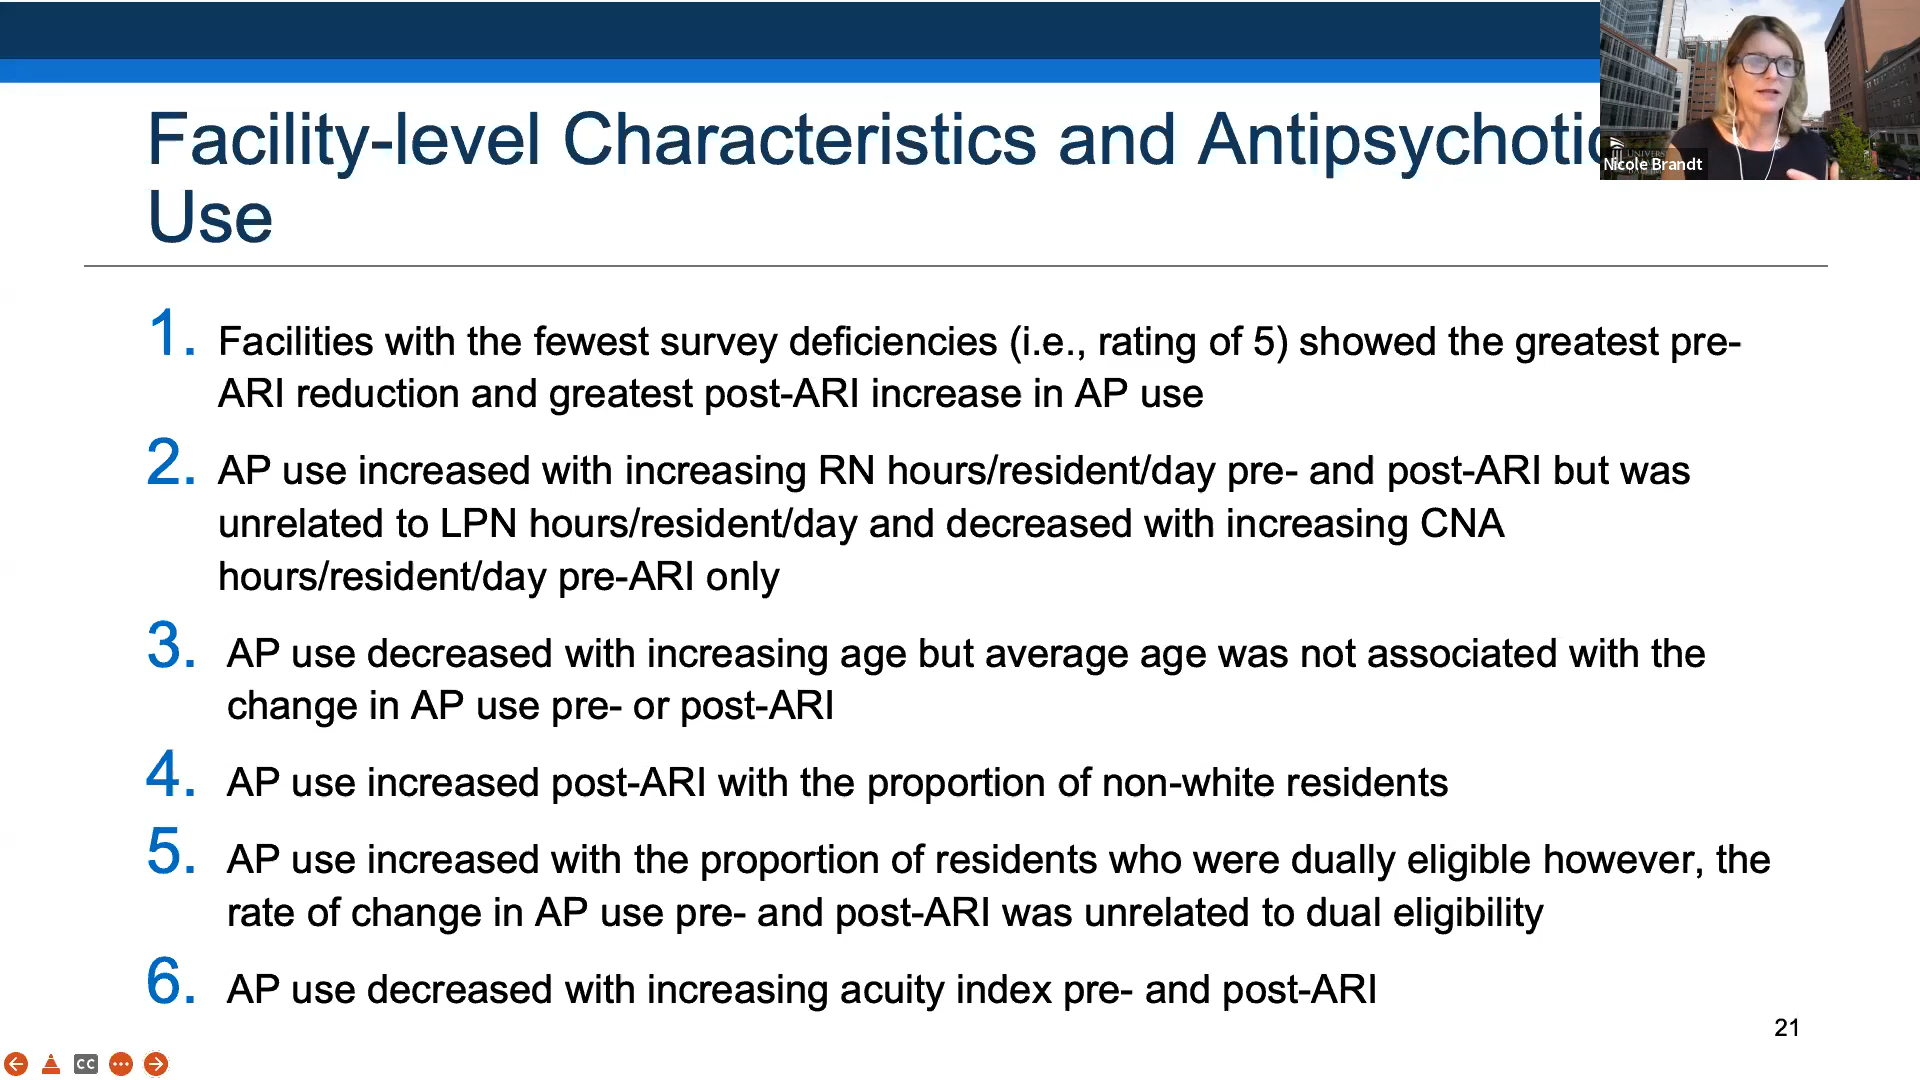 Facility-level Characteristics and Antipsychotic
Use
Nicole Brandt
1. Facilities with the fewest survey deficiencies (i.e., rating of 5) showed the greatest pre-
ARI reduction and greatest post-ARI increase in AP use
2. AP use increased with increasing RN hours/resident/day pre- and post-ARI but was
unrelated to LPN hours/resident/day and decreased with increasing CNA
hours/resident/day pre-ARI only
3. AP use decreased with increasing age but average age was not associated with the
change in AP use pre- or post-ARI
4. AP use increased post-ARI with the proportion of non-white residents
5. AP use increased with the proportion of residents who were dually eligible however, the
rate of change in AP use pre- and post-ARI was unrelated to dual eligibility
6. AP use decreased with increasing acuity index pre- and post-ARI
21
CC